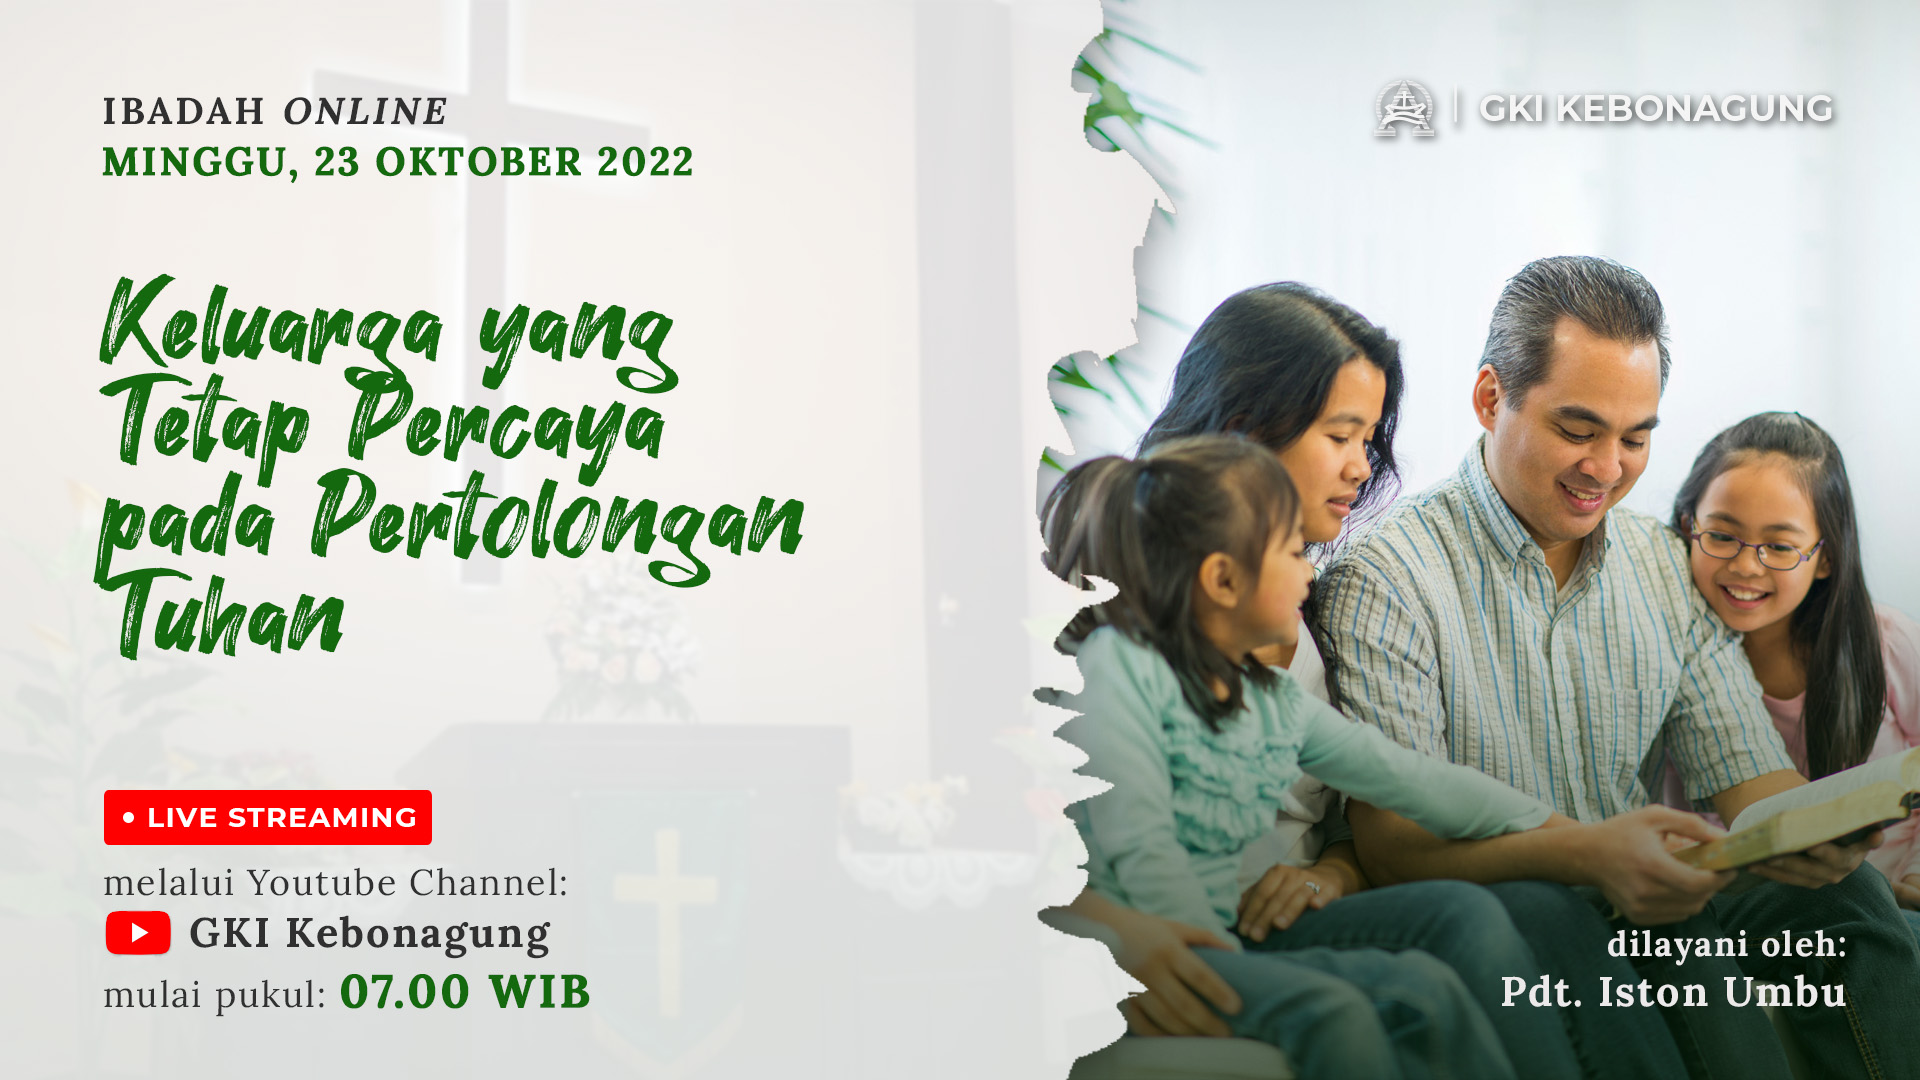 IBADAH ONLINE
MINGGU, 23 OKTOBER 2022
GKI KEBONAGUNG
Keluarga yang
Tetap Percaya
pada Pertolongan
Tuhan
• LIVE STREAMING
melalui Youtube Channel:
GKI Kebonagung
mulai pukul: 07.00 WIB
dilayani oleh:
Pdt. Iston Umbu